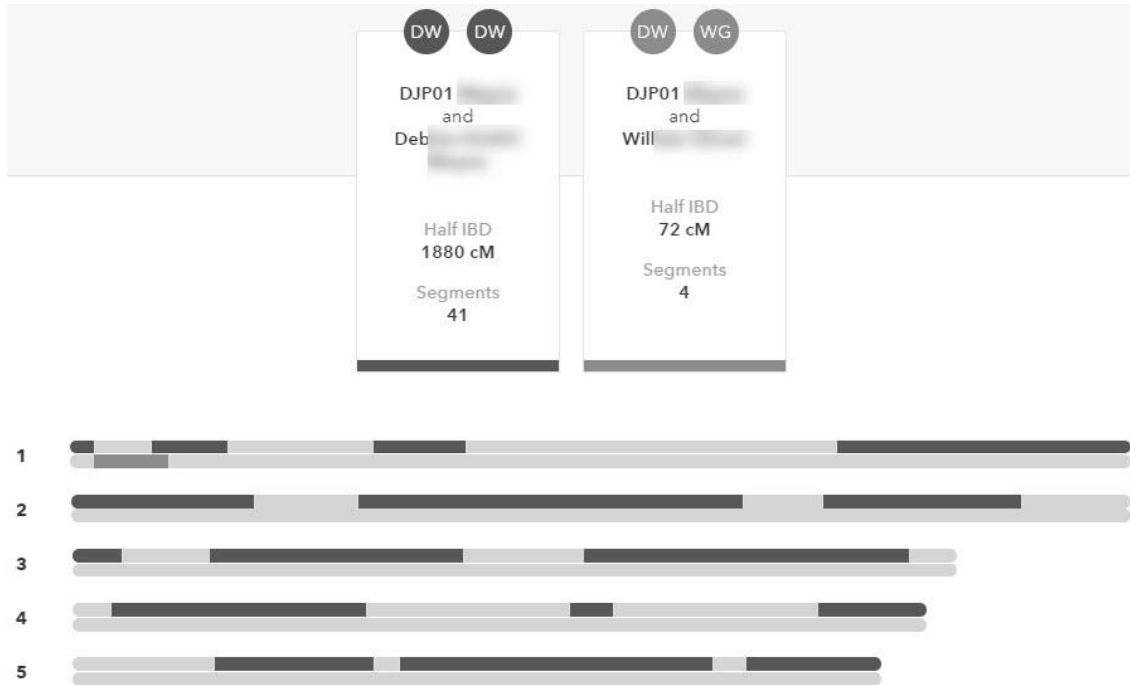 DW DW
DJP01
and
Deb
Half IBD
1880 cM
Segments
41
DW WG
DJP01
and
Will
Half IBD
72 cM
Segments
4
1
2
3
4
5